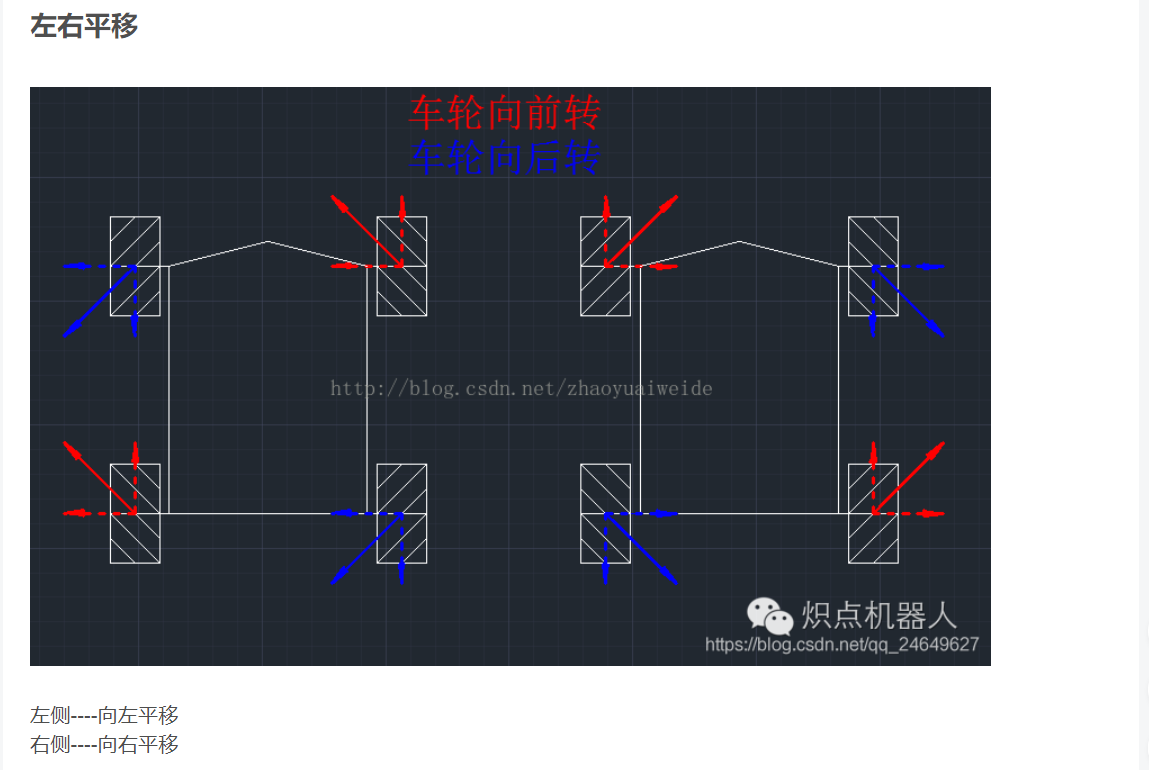 左右平移
车轮向前转
车轮向后转
http://blog.csdn.net/zhaoyuaiweide
炽点机器人
https://blog.csdn.net/qq_24649627
左侧----向左平移
右侧----向右平移